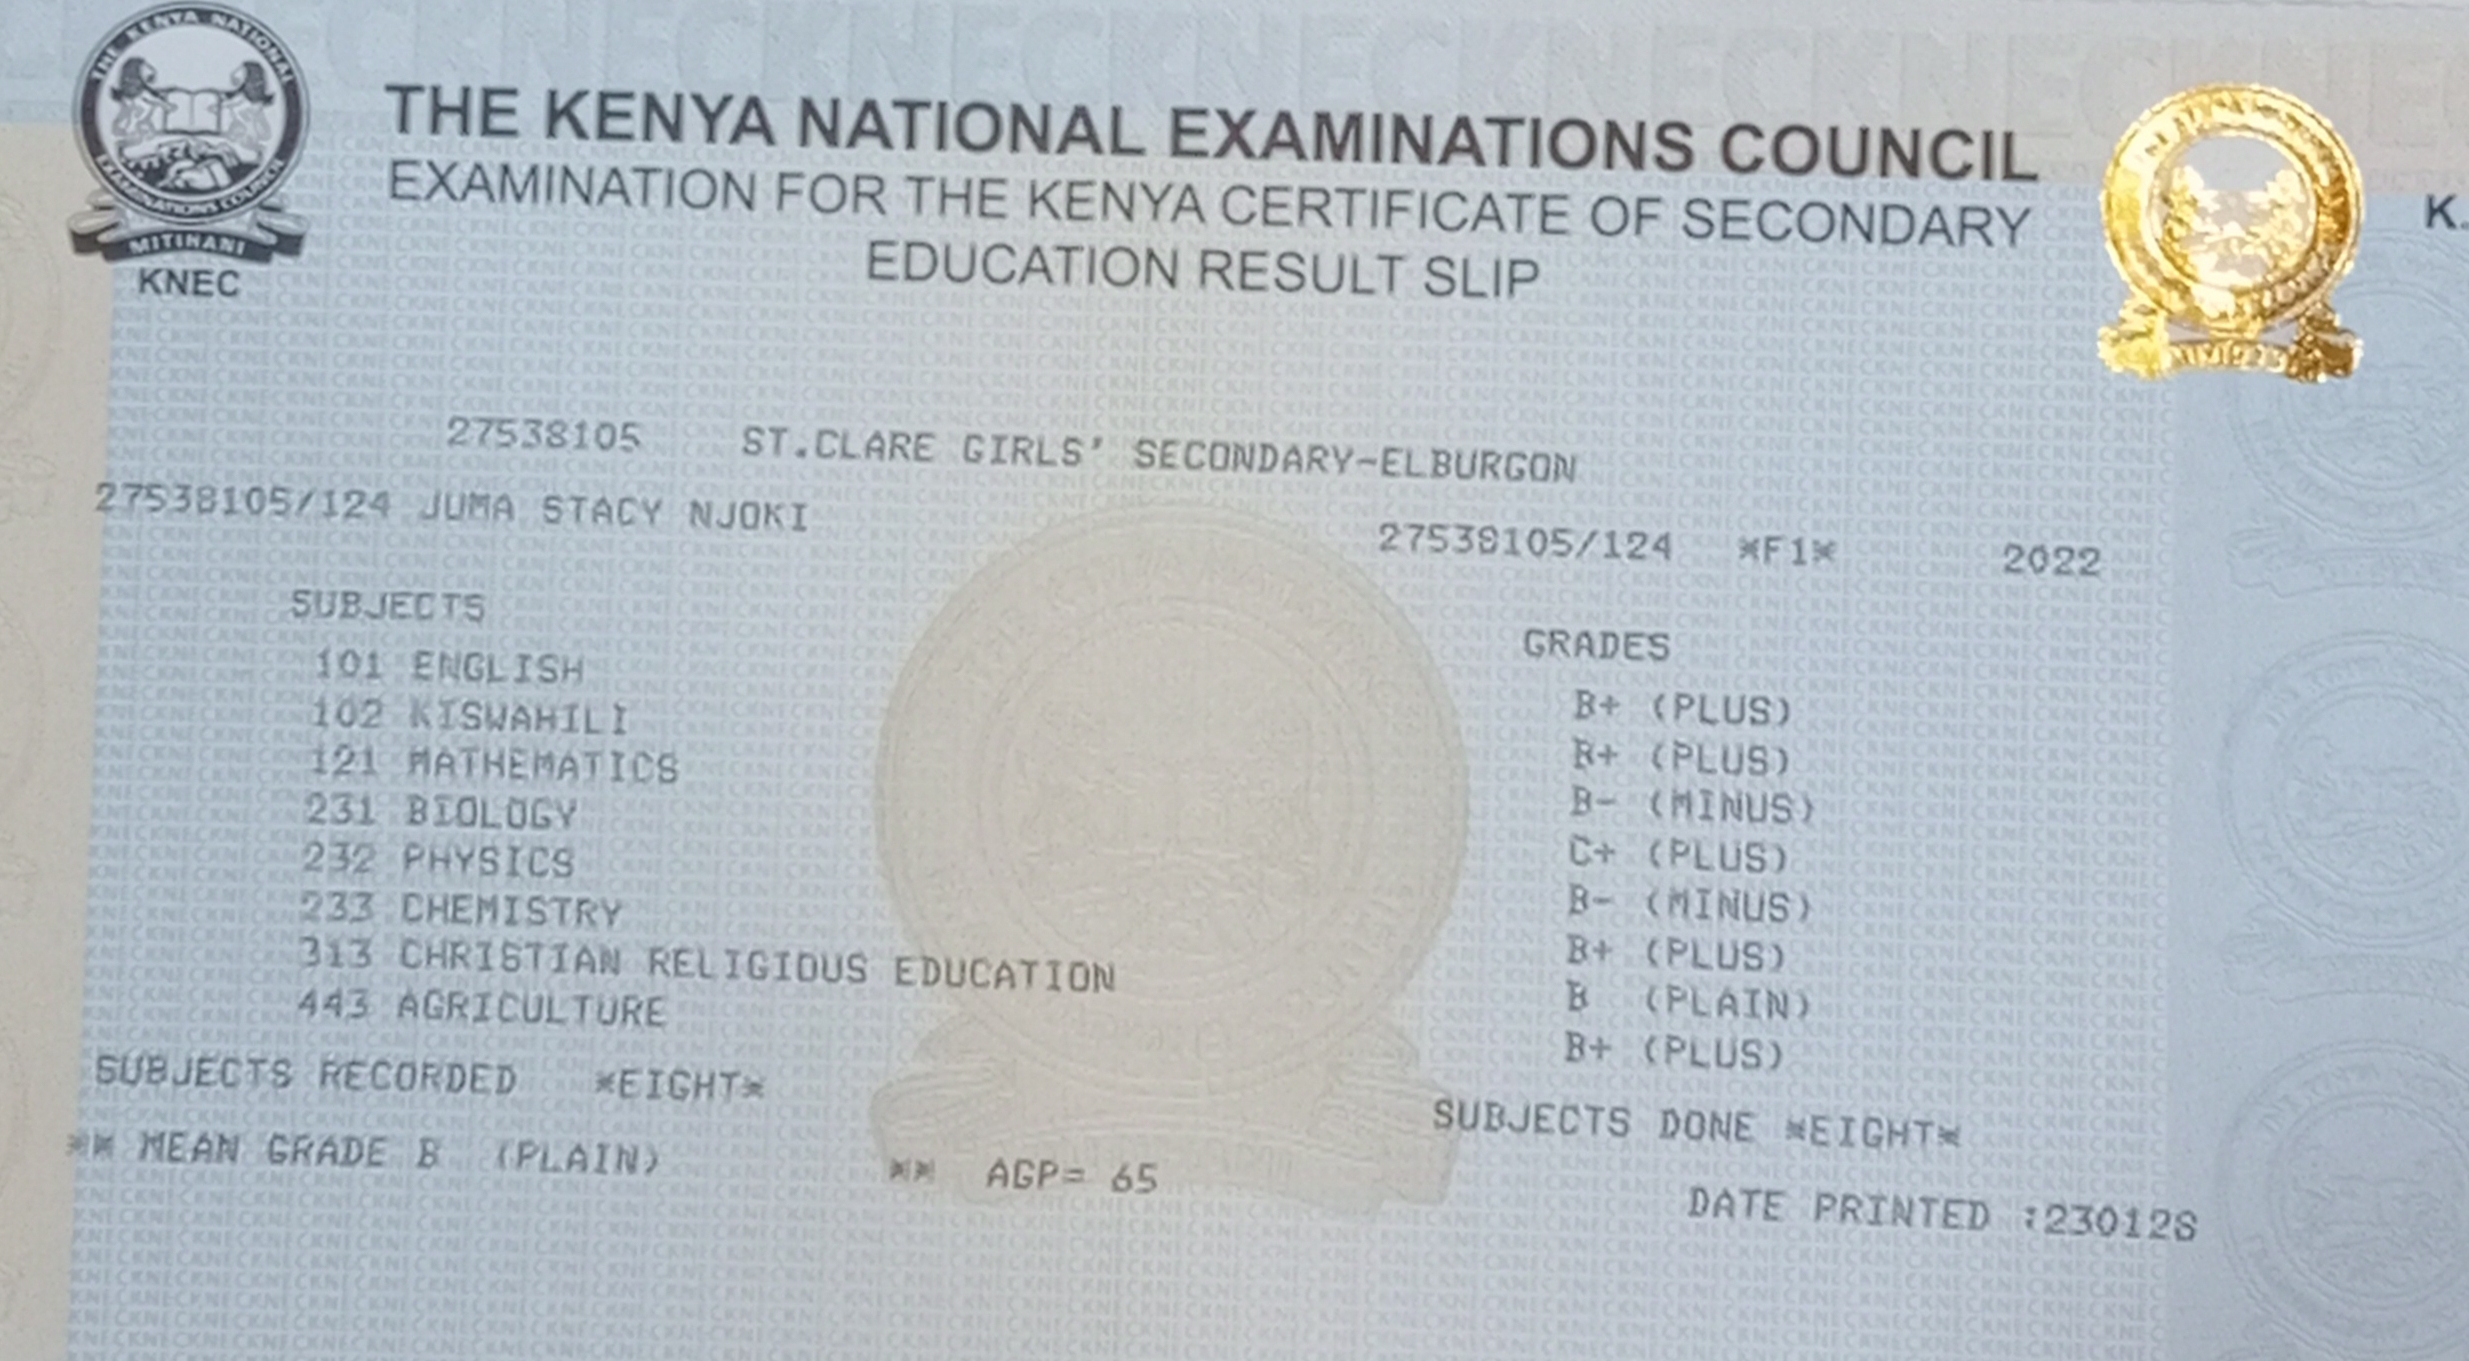 THE KENYA NATIONAL EXAMINATIONS COUNCIL
MITIHANI
KNEC
THE KENYA NATIONAL EXAMINATIONS COUNCIL
EXAMINATION FOR THE KENYA CERTIFICATE OF SECONDARY
EDUCATION RESULT SLIP
K.
27538105 ST.CLARE GIRLS' SECONDARY-ELBURGON
27538105/124 JUMA STACY NJOKI 27538105/124 *F1* 2022
SUBJECTS GRADES
101 ENGLISH B+ (PLUS)
102 KISWAHILI B+ (PLUS)
121 MATHEMATICS B- (MINUS)
231 BIOLOGY C+ (PLUS)
232 PHYSICS B- (MINUS)
233 CHEMISTRY B+ (PLUS)
313 CHRISTIAN RELIGIOUS EDUCATION B (PLAIN)
443 AGRICULTURE B+ (PLUS)
SUBJECTS RECORDED *EIGHT* SUBJECTS DONE *EIGHT*
** MEAN GRADE B (PLAIN) ** AGP= 65
DATE PRINTED :230128